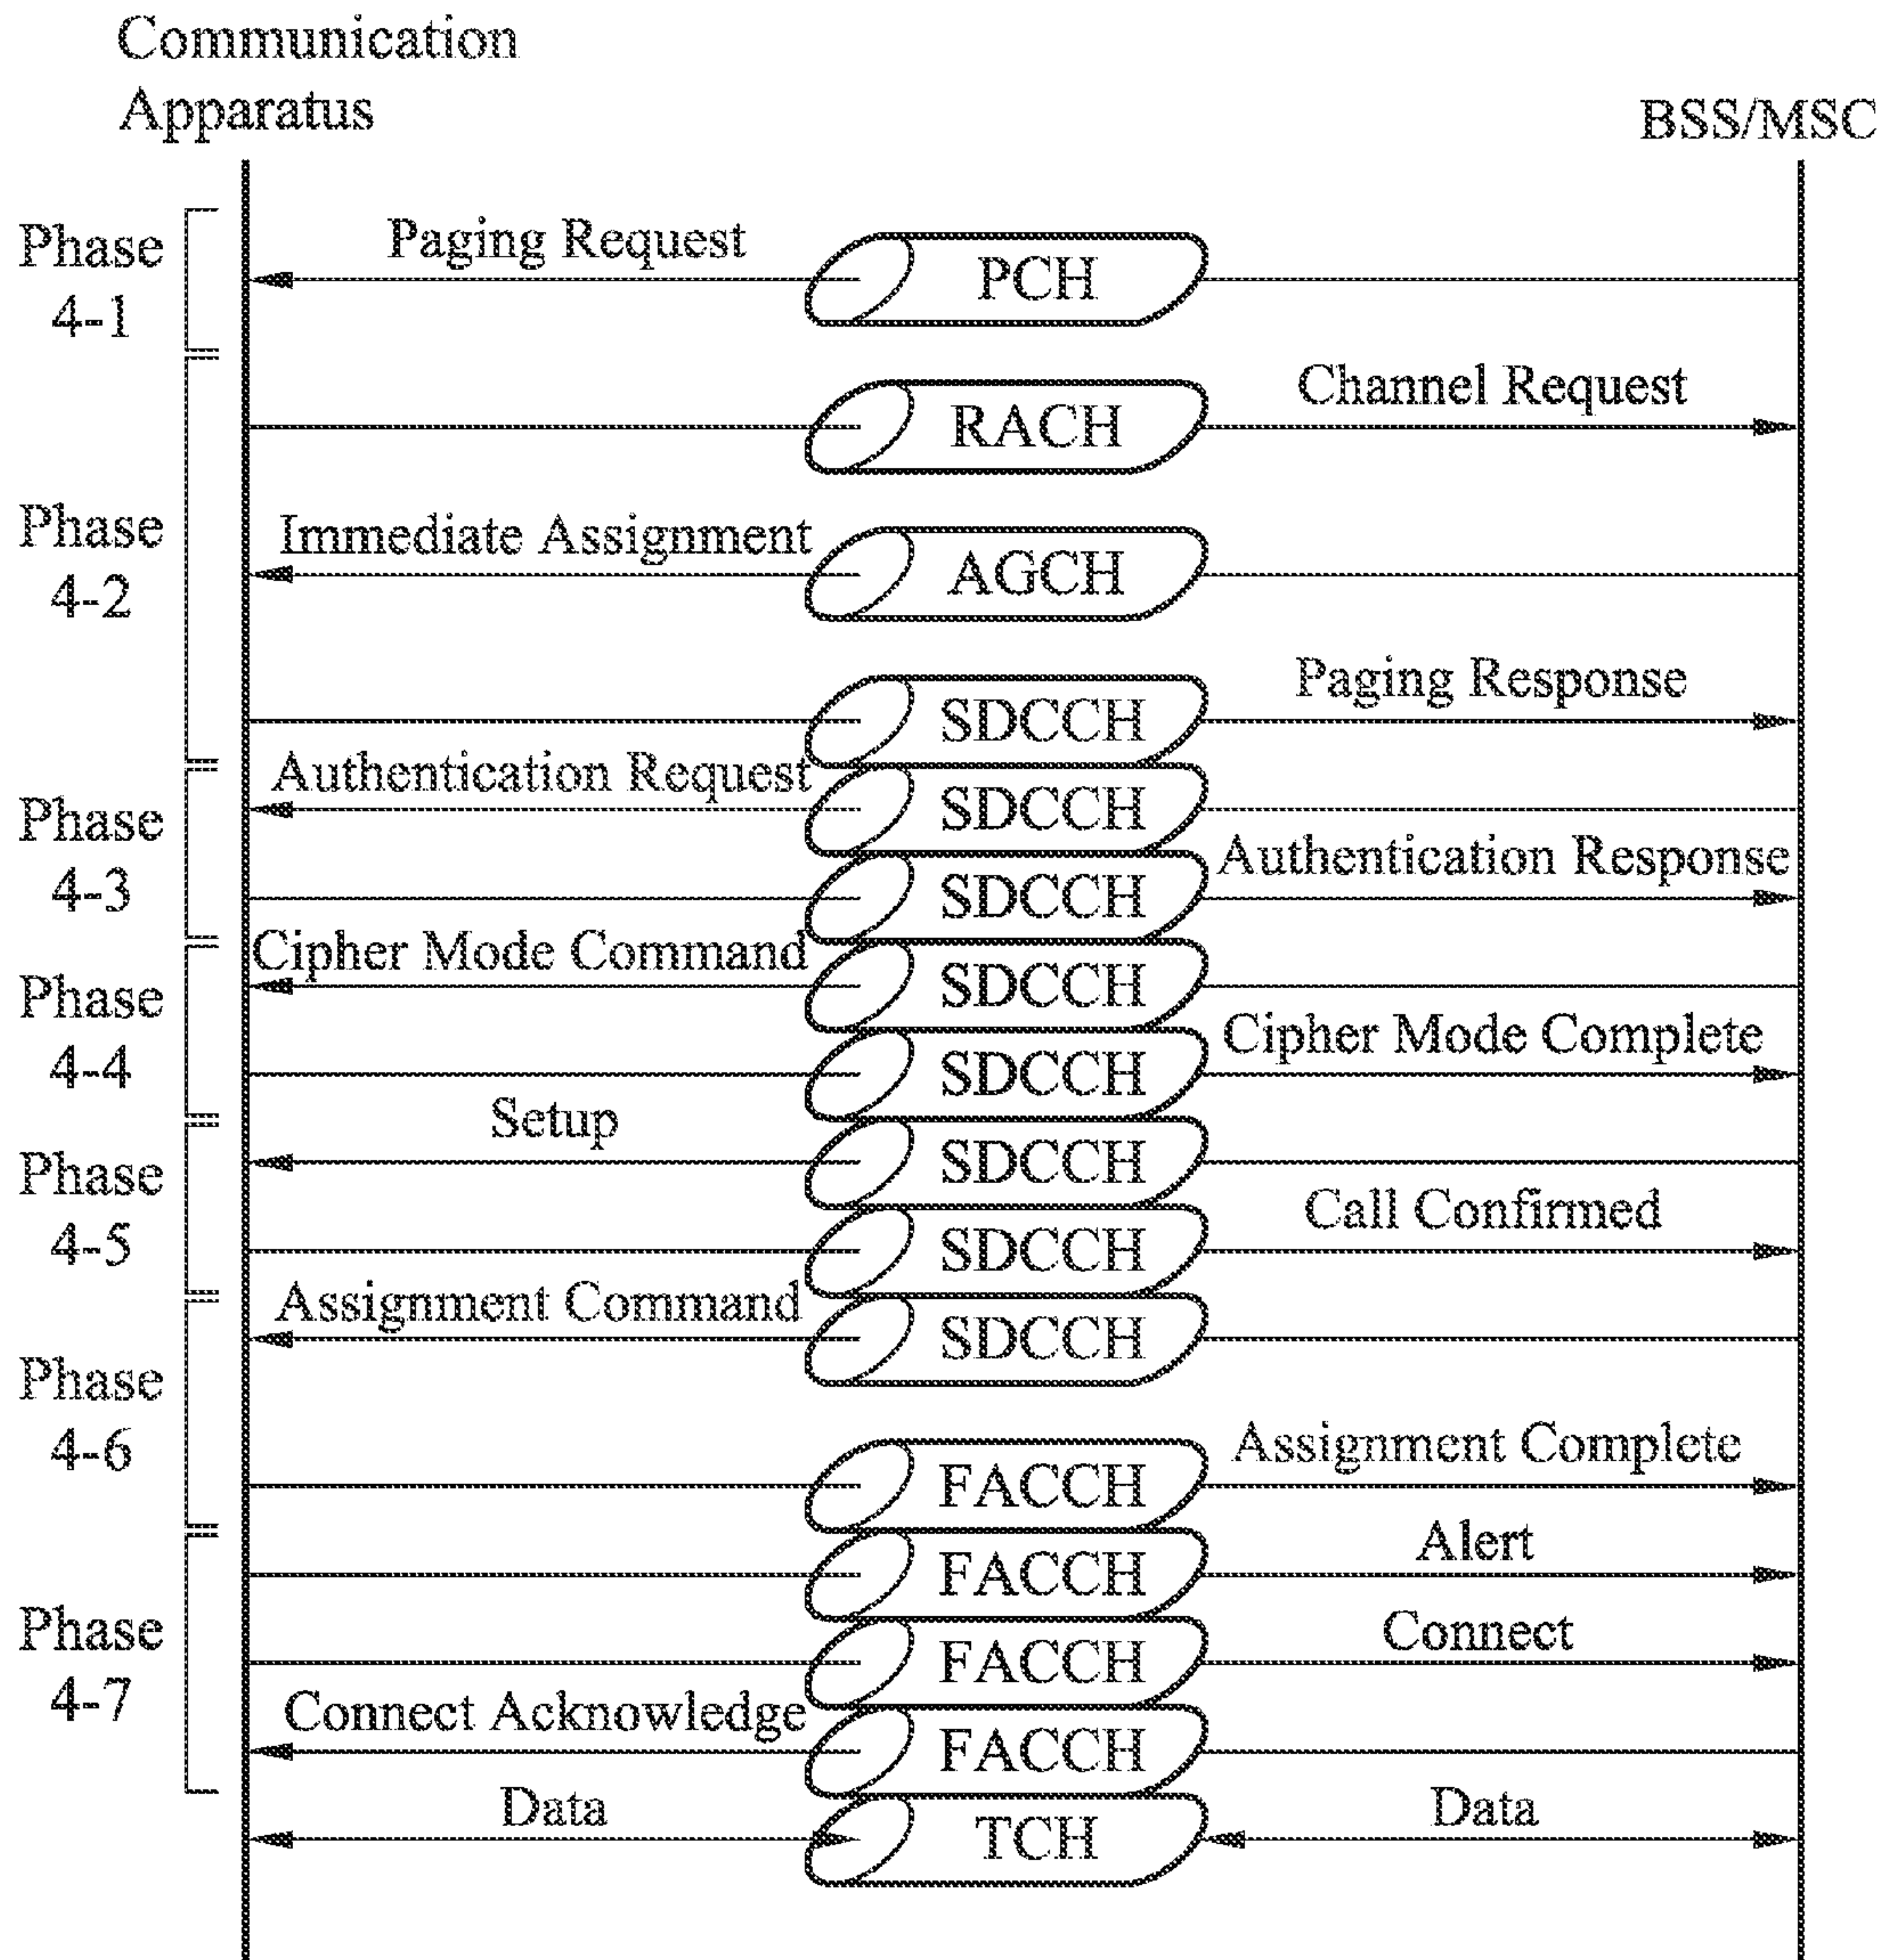 Communication
Apparatus
BSS/MSC
Phase
4-1
Paging Request
PCH
RACH
Channel Request
Phase
4-2
Immediate Assignment
AGCH
SDCCH
Paging Response
Phase
4-3
Authentication Request
SDCCH
SDCCH
Authentication Response
Phase
4-4
Cipher Mode Command
SDCCH
SDCCH
Cipher Mode Complete
Phase
4-5
Setup
SDCCH
SDCCH
Call Confirmed
Phase
4-6
Assignment Command
SDCCH
FACCH
Assignment Complete
Phase
4-7
FACCH
Alert
FACCH
Connect
Connect Acknowledge
FACCH
Data
TCH
Data